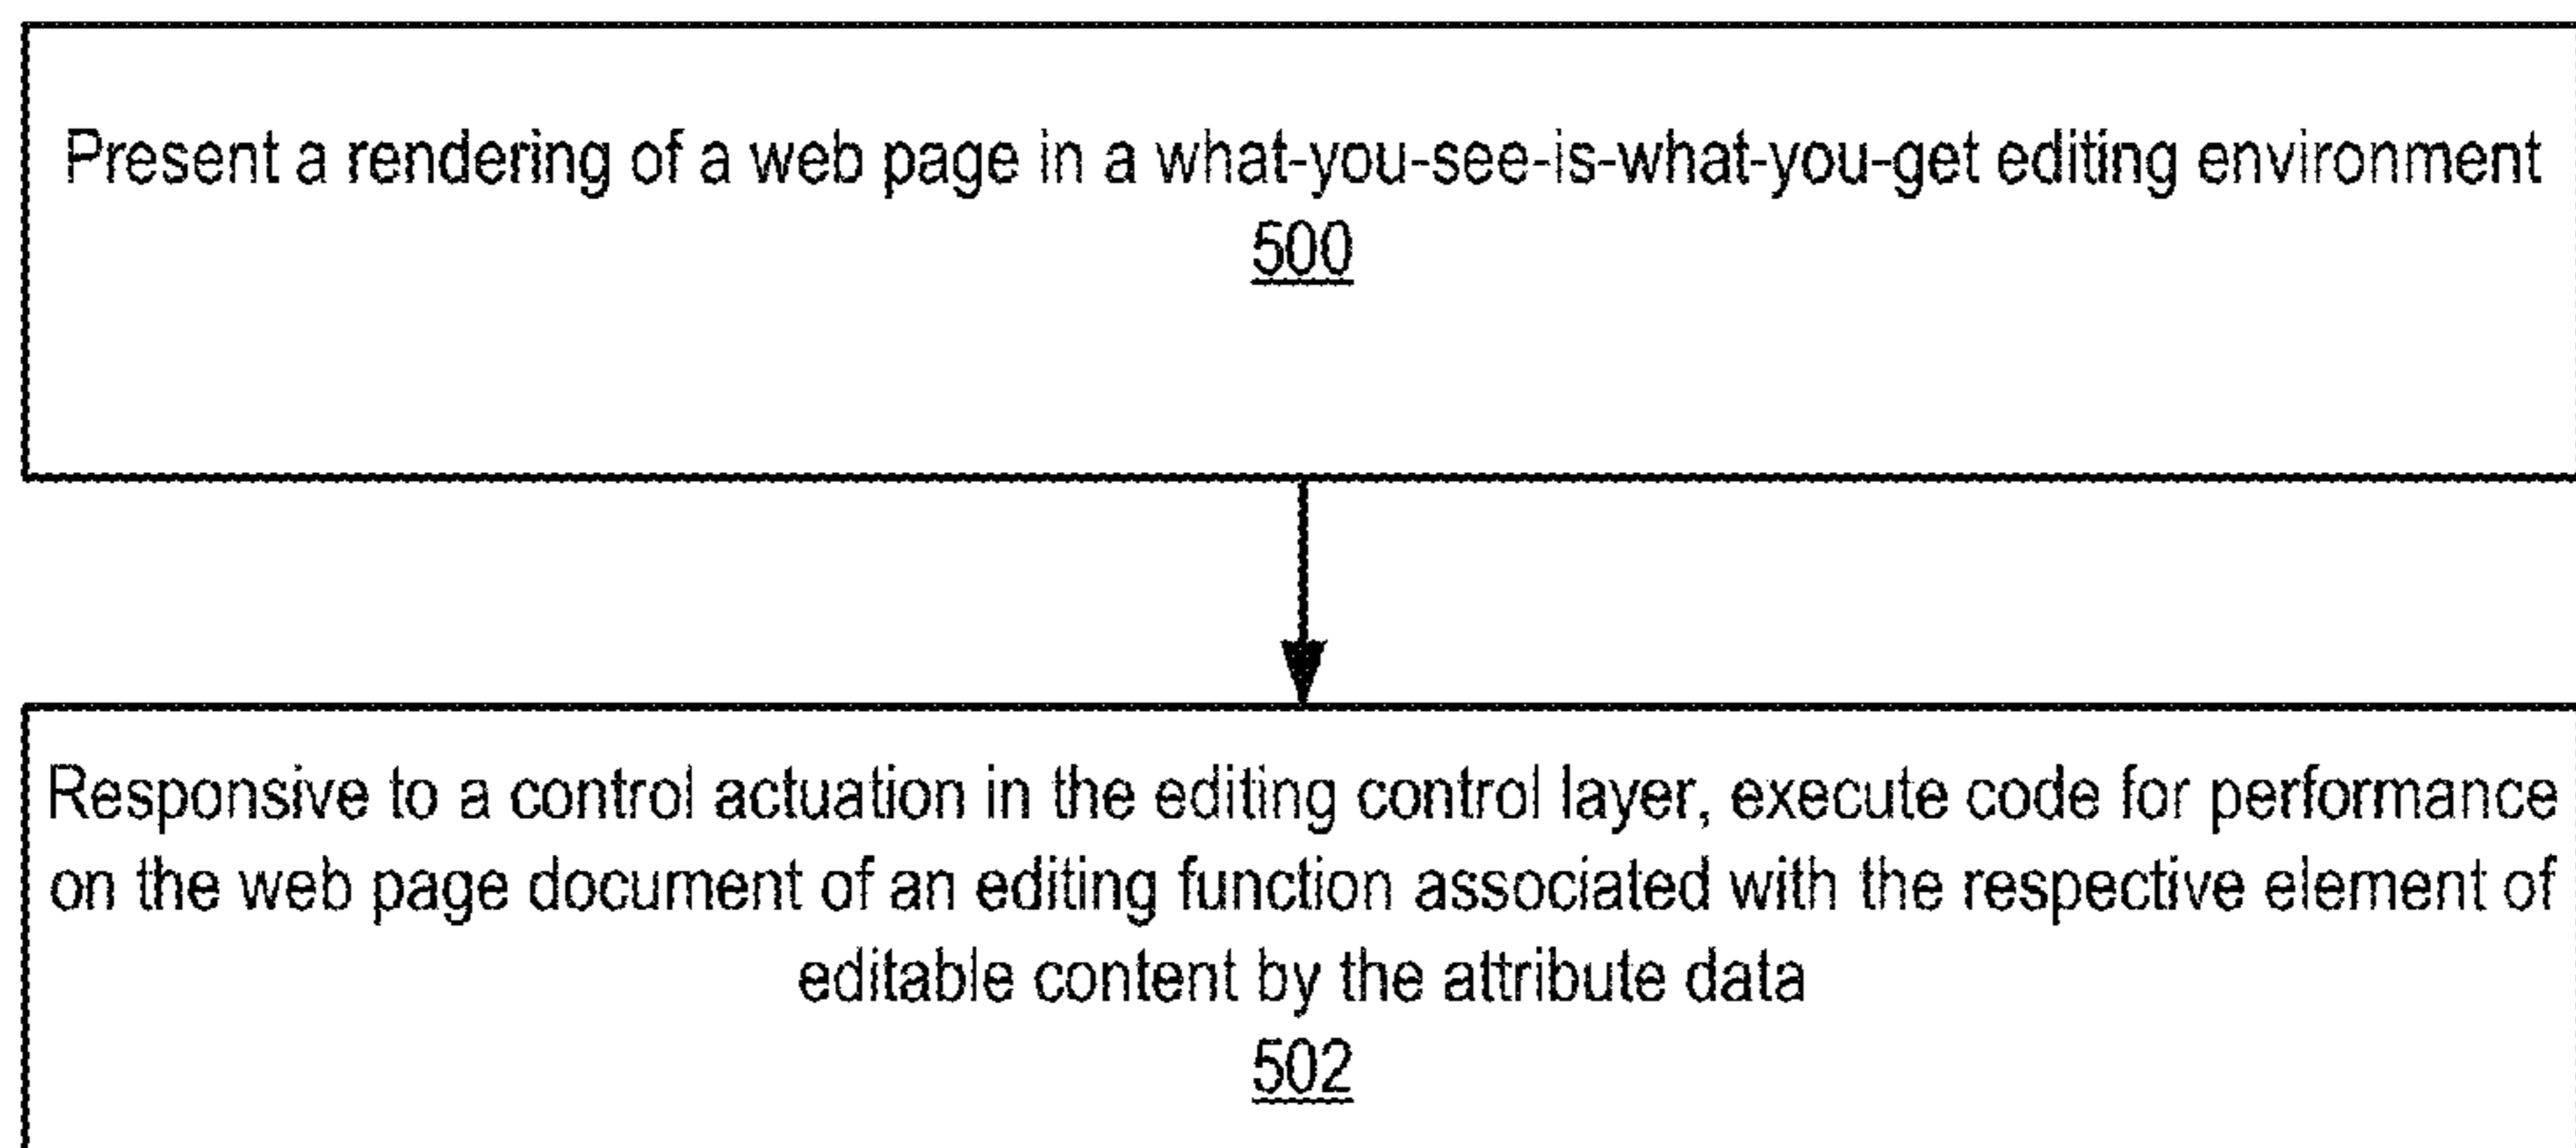 Present a rendering of a web page in a what-you-see-is-what-you-get editing environment
500
Responsive to a control actuation in the editing control layer, execute code for performance
on the web page document of an editing function associated with the respective element of
editable content by the attribute data
502